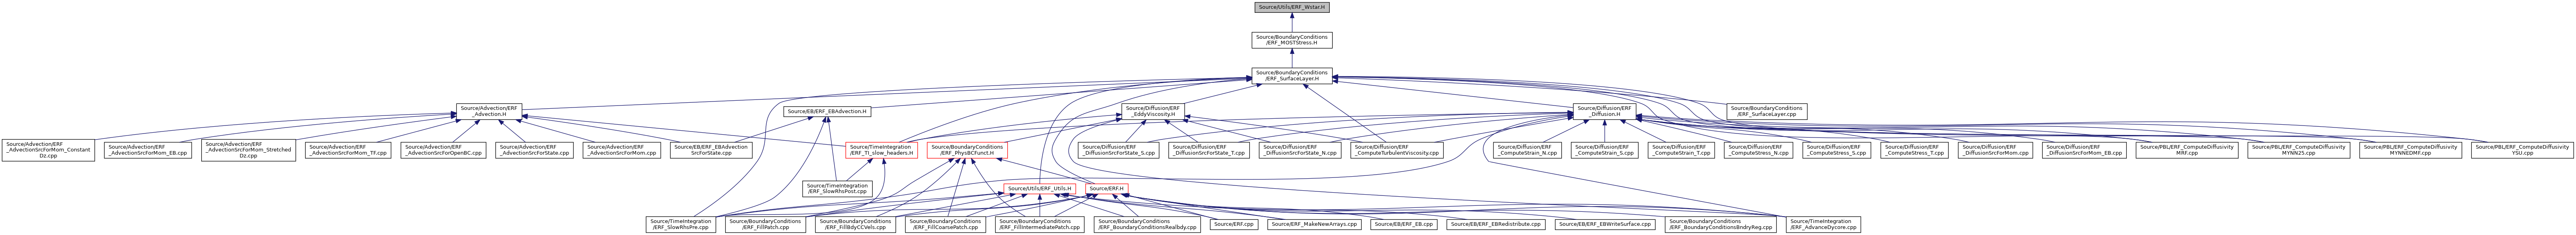 Source/Utils/ERF_Wstar.H
Source/BoundaryConditions
/ERF_MOSTStress.H
Source/BoundaryConditions
/ERF_SurfaceLayer.H
Source/Advection/ERF
_Advection.H
Source/EB/ERF_EBAdvection.H
Source/Diffusion/ERF
_EddyViscosity.H
Source/Diffusion/ERF
_Diffusion.H
Source/BoundaryConditions
/ERF_SurfaceLayer.cpp
Source/Advection/ERF
_AdvectionSrcForMom_Constant
Dz.cpp
Source/Advection/ERF
_AdvectionSrcForMom_EB.cpp
Source/Advection/ERF
_AdvectionSrcForMom_Stretched
Dz.cpp
Source/Advection/ERF
_AdvectionSrcForMom_TF.cpp
Source/Advection/ERF
_AdvectionSrcForOpenBC.cpp
Source/Advection/ERF
_AdvectionSrcForState.cpp
Source/Advection/ERF
_AdvectionSrcForMom.cpp
Source/EB/ERF_EBAdvection
SrcForState.cpp
Source/TimeIntegration
/ERF_TI_slow_headers.H
Source/BoundaryConditions
/ERF_PhysBCFunct.H
Source/Diffusion/ERF
_DiffusionSrcForState_S.cpp
Source/Diffusion/ERF
_DiffusionSrcForState_T.cpp
Source/Diffusion/ERF
_DiffusionSrcForState_N.cpp
Source/Diffusion/ERF
_ComputeTurbulentViscosity.cpp
Source/Diffusion/ERF
_ComputeStrain_N.cpp
Source/Diffusion/ERF
_ComputeStrain_S.cpp
Source/Diffusion/ERF
_ComputeStrain_T.cpp
Source/Diffusion/ERF
_ComputeStress_N.cpp
Source/Diffusion/ERF
_ComputeStress_S.cpp
Source/Diffusion/ERF
_ComputeStress_T.cpp
Source/Diffusion/ERF
_DiffusionSrcForMom.cpp
Source/Diffusion/ERF
_DiffusionSrcForMom_EB.cpp
Source/PBL/ERF_ComputeDiffusivity
MRF.cpp
Source/PBL/ERF_ComputeDiffusivity
MYNN25.cpp
Source/PBL/ERF_ComputeDiffusivity
MYNNEDMF.cpp
Source/PBL/ERF_ComputeDiffusivity
YSU.cpp
Source/TimeIntegration
/ERF_SlowRhsPost.cpp
Source/Utils/ERF_Utils.H
Source/ERF.H
Source/TimeIntegration
/ERF_SlowRhsPre.cpp
Source/BoundaryConditions
/ERF_FillPatch.cpp
Source/BoundaryConditions
/ERF_FillBdyCCVels.cpp
Source/BoundaryConditions
/ERF_FillCoarsePatch.cpp
Source/BoundaryConditions
/ERF_FillIntermediatePatch.cpp
Source/BoundaryConditions
/ERF_BoundaryConditionsRealbdy.cpp
Source/ERF.cpp
Source/ERF_MakeNewArrays.cpp
Source/EB/ERF_EB.cpp
Source/EB/ERF_EBRedistribute.cpp
Source/EB/ERF_EBWriteSurface.cpp
Source/BoundaryConditions
/ERF_BoundaryConditionsBndryReg.cpp
Source/TimeIntegration
/ERF_AdvanceDycore.cpp